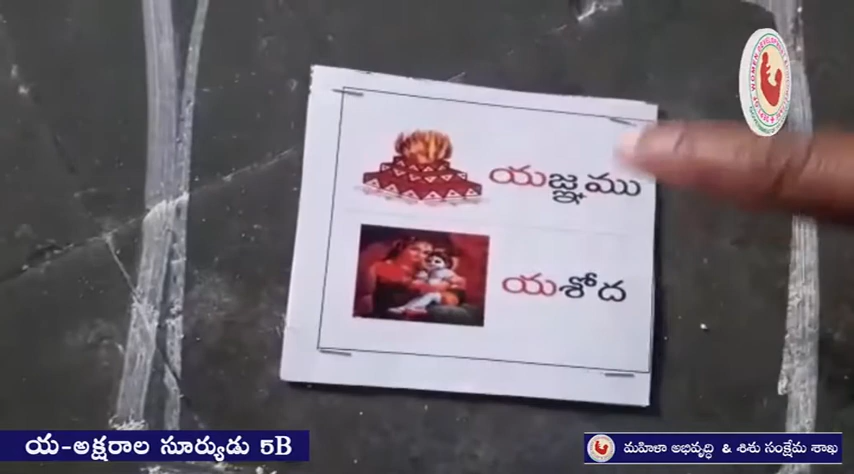 యజ్ఞము
యశోద
య-అక్షరాల సూర్యుడు 5B
మహిళా అభివృద్ధి & శిశు సంక్షేమ శాఖ